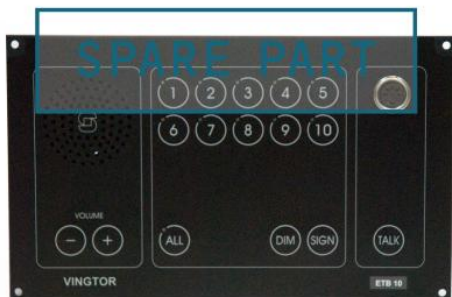 SPARE PART
1 2 3 4 5
6 7 8 9 10
VOLUME
- +
ALL DIM SIGN TALK
VINGTOR ETB 10